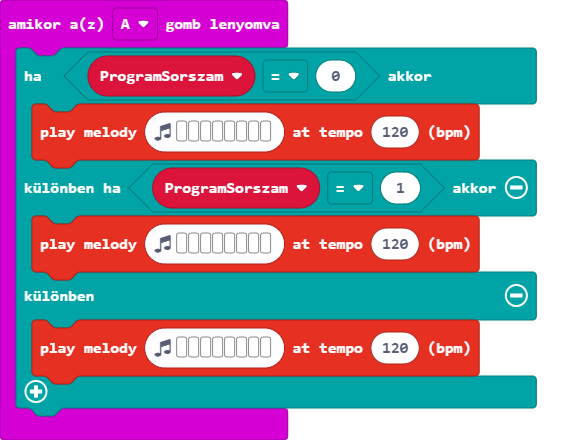 amikor a(z) A gomb lenyomva
ha ProgramSorszam = 0 akkor
play melody at tempo 120 (bpm)
különben ha ProgramSorszam = 1 akkor
play melody at tempo 120 (bpm)
különben
play melody at tempo 120 (bpm)